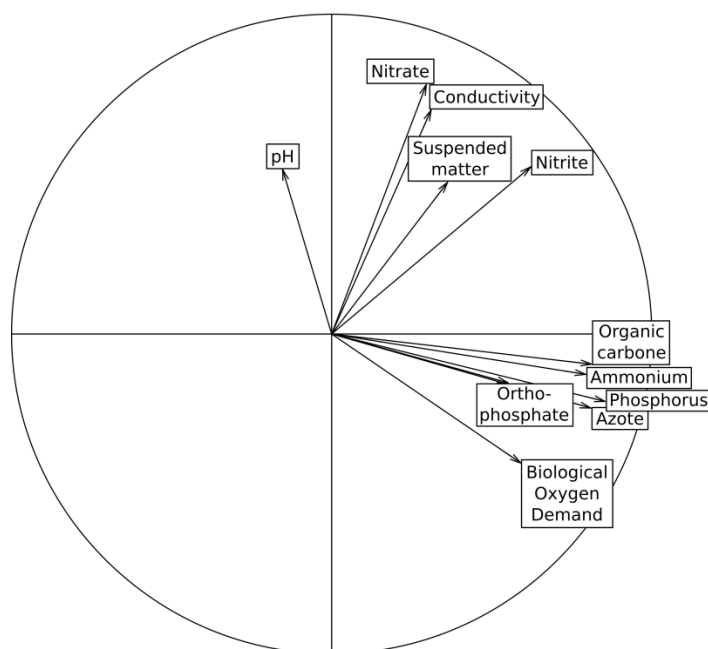 Nitrate
Conductivity
Suspended
matter
pH
Nitrite
Organic
carbone
Ammonium
Ortho-
phosphate
Phosphorus
Azote
Biological
Oxygen
Demand